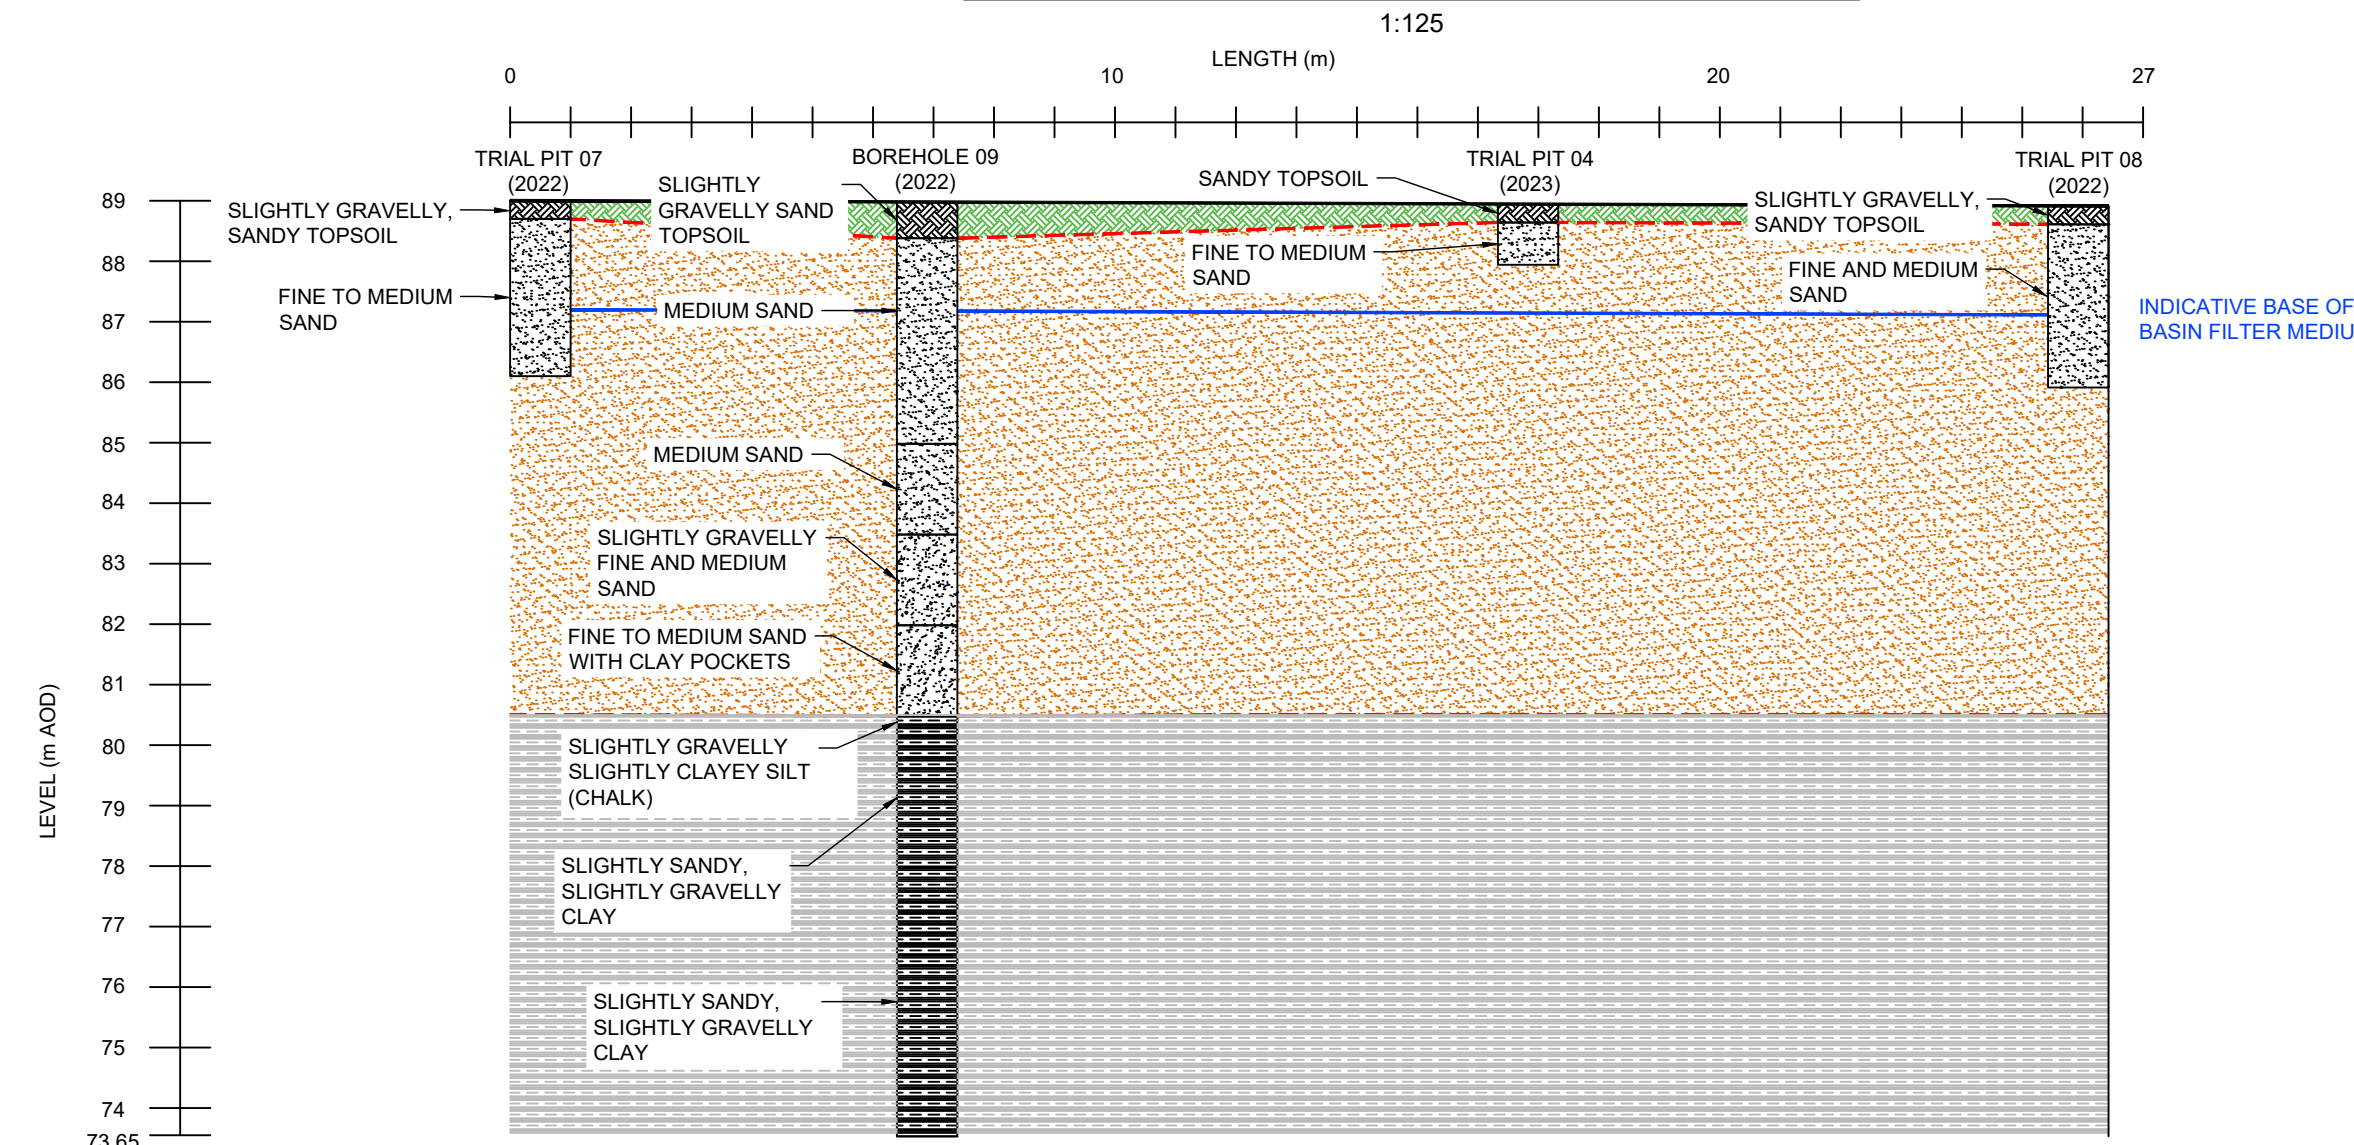 1:125
LENGTH (m)
0
10
20
27
TRIAL PIT 07
(2022)
BOREHOLE 09
(2022)
TRIAL PIT 04
(2023)
TRIAL PIT 08
(2022)
SLIGHTLY GRAVELLY,
SANDY TOPSOIL
SLIGHTLY
GRAVELLY SAND
TOPSOIL
SANDY TOPSOIL
SLIGHTLY GRAVELLY,
SANDY TOPSOIL
FINE TO MEDIUM
SAND
MEDIUM SAND
FINE TO MEDIUM
SAND
FINE AND MEDIUM
SAND
INDICATIVE BASE OF
BASIN FILTER MEDIU
MEDIUM SAND
SLIGHTLY GRAVELLY
FINE AND MEDIUM
SAND
FINE TO MEDIUM SAND
WITH CLAY POCKETS
SLIGHTLY GRAVELLY
SLIGHTLY CLAYEY SILT
(CHALK)
SLIGHTLY SANDY,
SLIGHTLY GRAVELLY
CLAY
SLIGHTLY SANDY,
SLIGHTLY GRAVELLY
CLAY
LEVEL (m AOD)
89
88
87
86
85
84
83
82
81
80
79
78
77
76
75
74
73.65